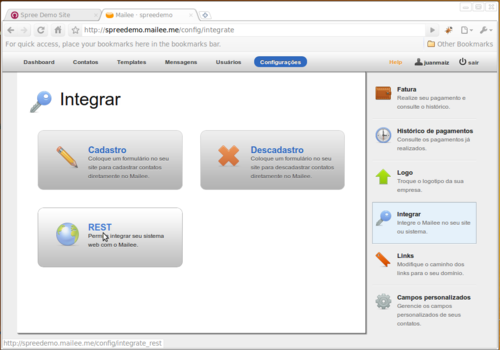 Spree Demo Site
Mailee - spreedemo
http://spreedemo.mailee.me/config/integrate
For quick access, place your bookmarks here in the bookmarks bar.
Other Bookmarks
Dashboard Contatos Templates Mensagens Usuários Configurações Help juanmaiz sair
Integrar
Cadastro
Coloque um formulário no seu
site para cadastrar contatos
diretamente no Mailee.
Descadastro
Coloque um formulário no seu
site para descadastrar contatos
diretamente no Mailee.
REST
integrar seu sistema
web com o Mailee.
Fatura
Realize seu pagamento e
consulte o histórico.
Histórico de pagamentos
Consulte os pagamentos já
realizados.
Logo
Troque o logotipo da sua
empresa.
Integrar
Integre o Mailee no seu site
ou sistema.
Links
Modifique o caminho dos
links para o seu domínio.
Campos personalizados
Gerencie os campos
personalizados de seus
contatos.
http://spreedemo.mailee.me/config/integrate_rest